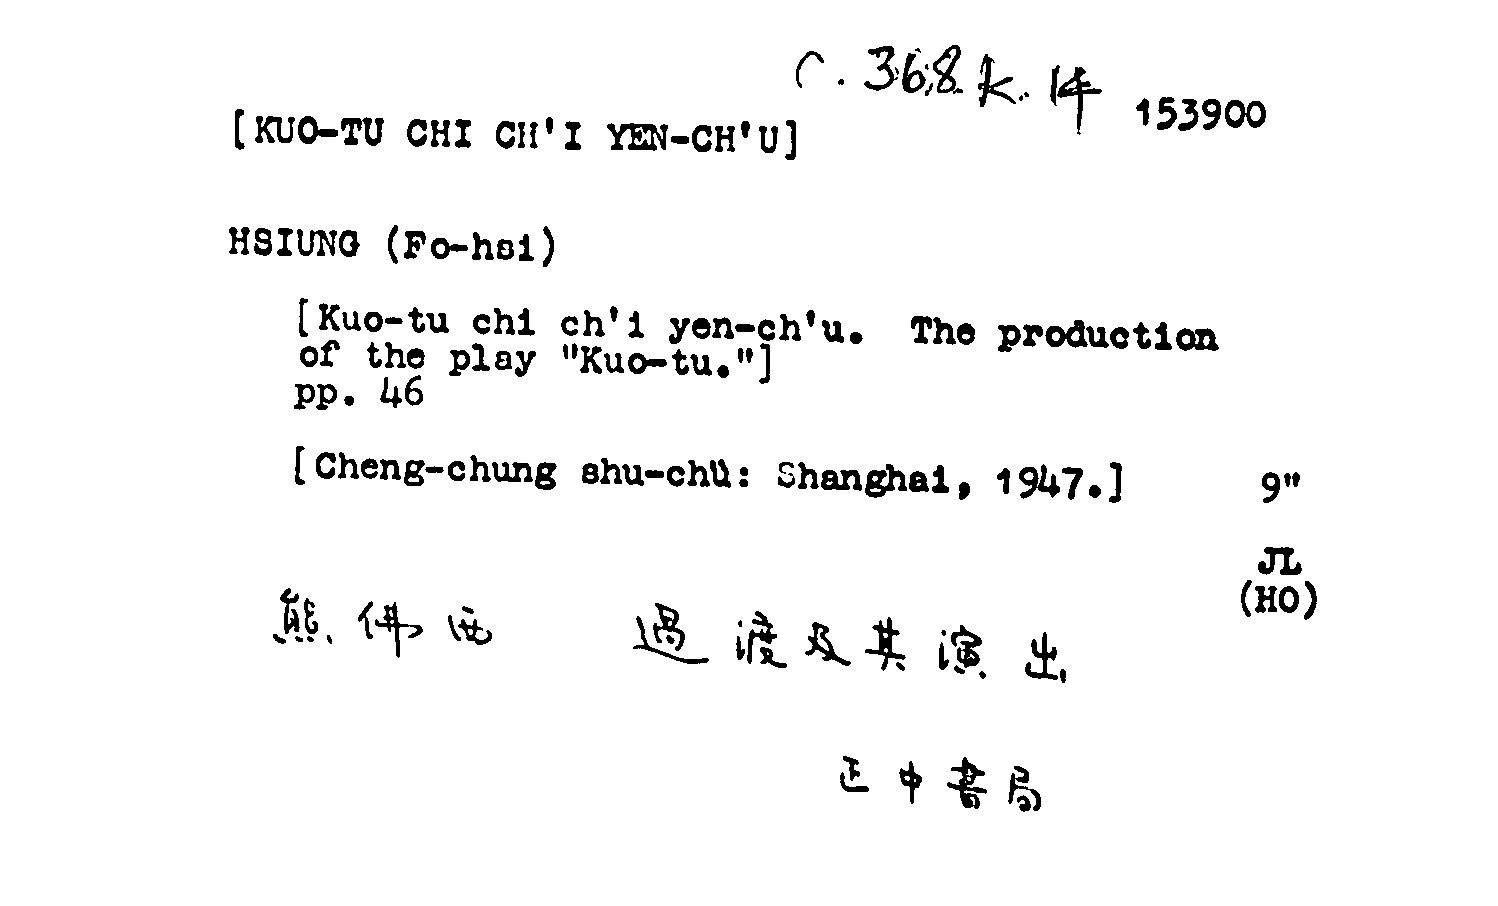 C. 368. k. 14
153900
[KUO-TU CHI CH'I YEN-CH'U]
HSIUNG (Fo-hsi)
[Kuo-tu chi ch'i yen-ch'u. The production
of the play "Kuo-tu."]
pp. 46
[Cheng-chung shu-chü: Shanghai, 1947.] 9"
JL
(HO)
熊佛西 過渡及其演出
正中書局